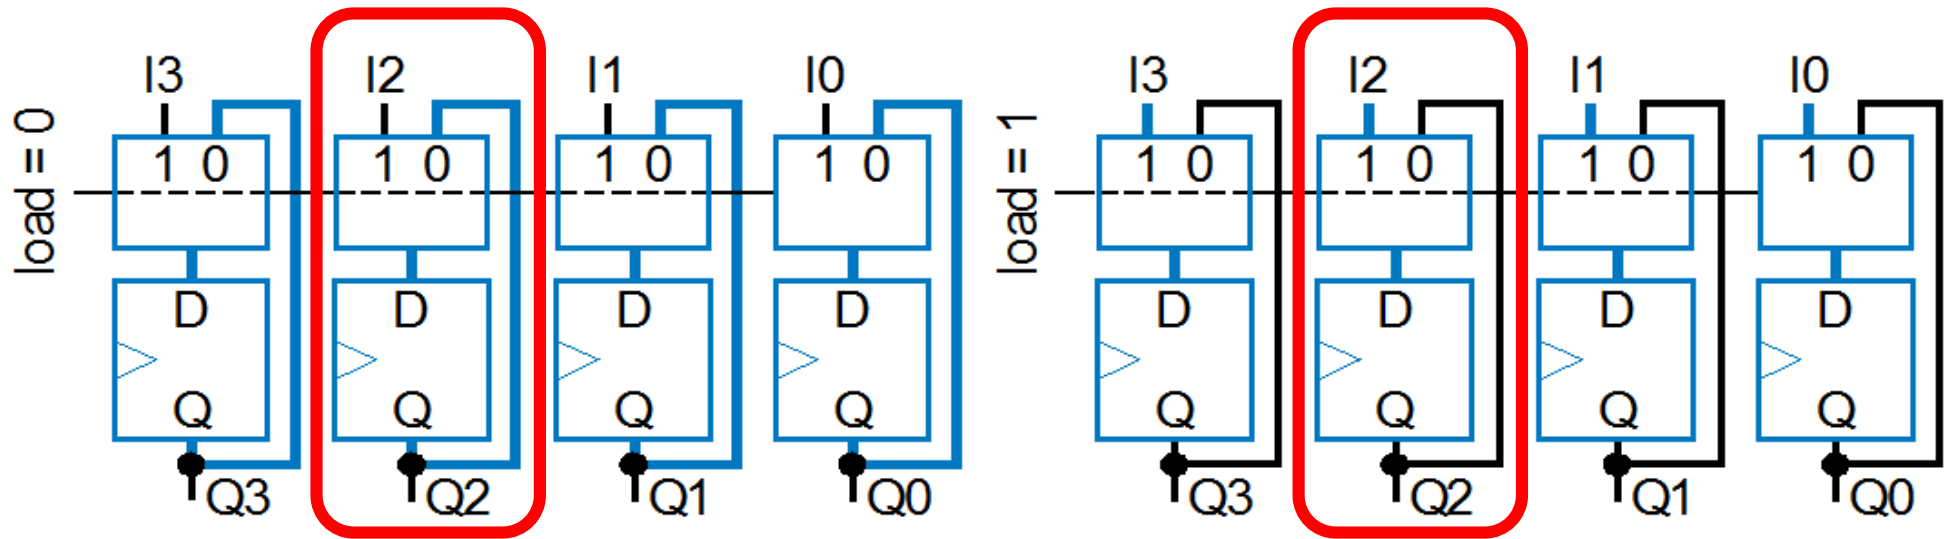 load = 0
I3 I2 I1 I0
1 0 1 0 1 0 1 0
D D D D
Q Q Q Q
Q3 Q2 Q1 Q0
load = 1
I3 I2 I1 I0
1 0 1 0 1 0 1 0
D D D D
Q Q Q Q
Q3 Q2 Q1 Q0